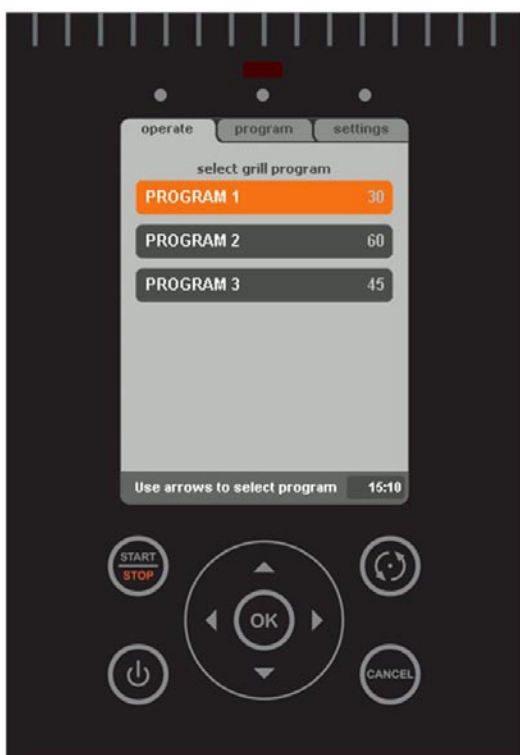 operate program settings
select grill program
PROGRAM 1 30
PROGRAM 2 60
PROGRAM 3 45
Use arrows to select program 15:10
START
STOP
OK
CANCEL